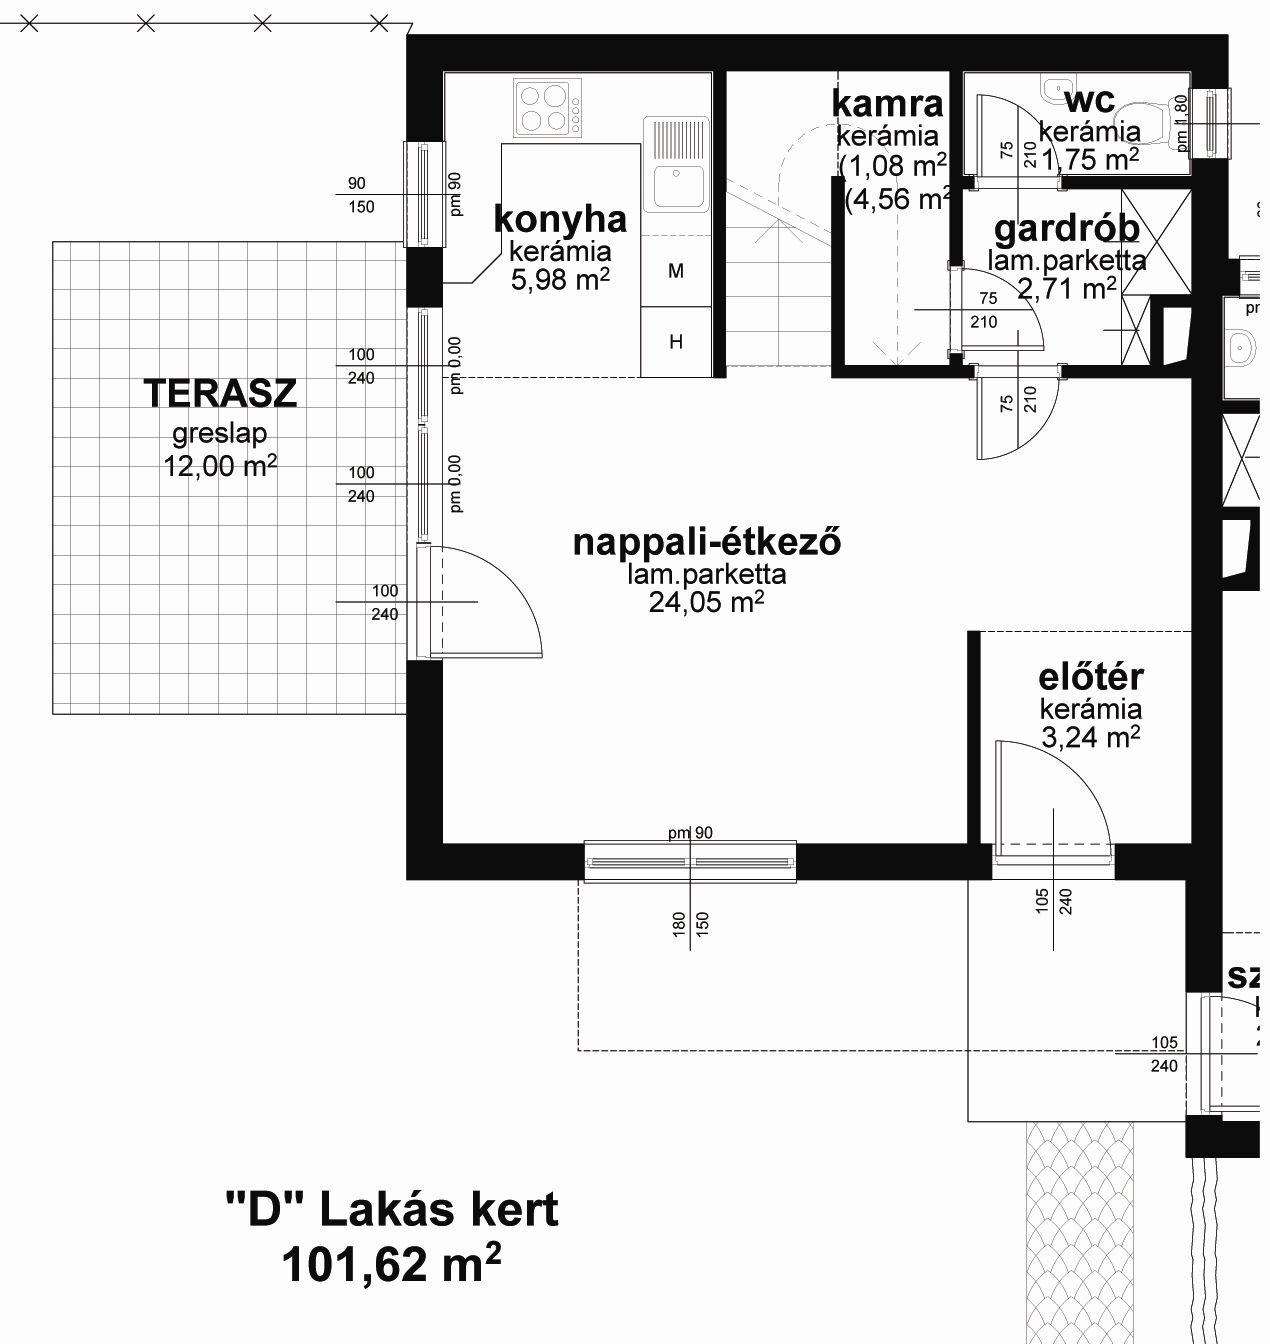 kamra
kerámia
(1,08 m²
(4,56 m²
wc
kerámia
1,75 m²
pm 1,80
75
210
90
150
pm 90
konyha
kerámia
5,98 m²
M
H
gardrób
lam.parketta
2,71 m²
75
210
75
210
100
240
pm 0,00
TERASZ
greslap
12,00 m²
100
240
pm 0,00
100
240
nappali-étkező
lam.parketta
24,05 m²
előtér
kerámia
3,24 m²
pm 90
180
150
105
240
105
240
"D" Lakás kert
101,62 m²